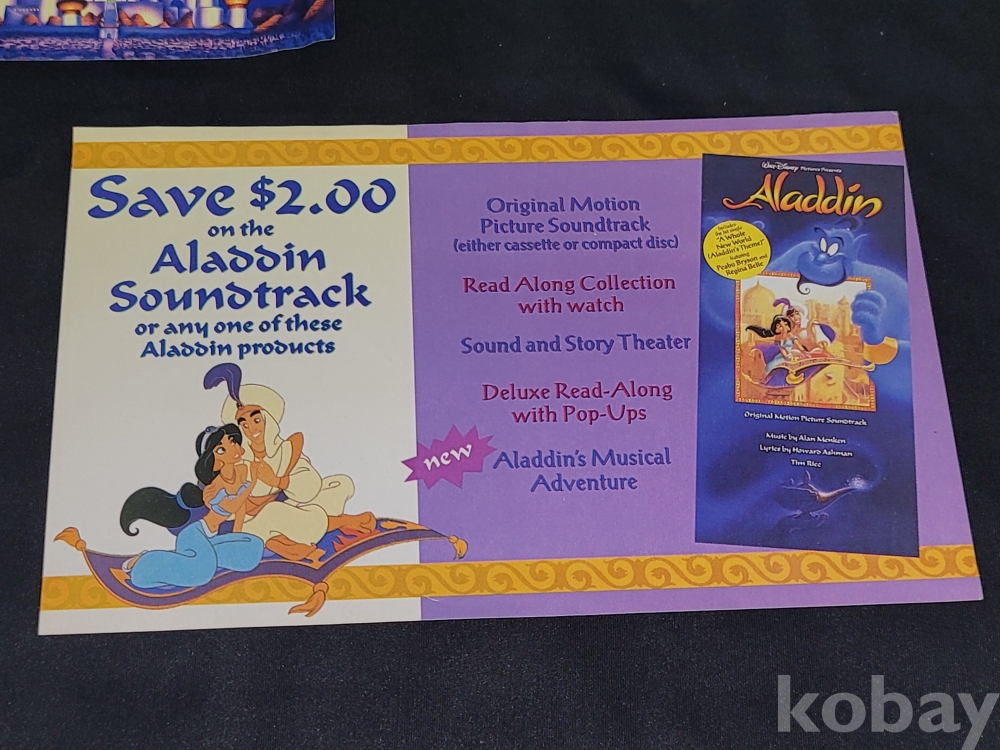 Save $2.00
on the
Aladdin
Soundtrack
or any one of these
Aladdin products
Original Motion
Picture Soundtrack
(either cassette or compact disc)
Read Along Collection
with watch
Sound and Story Theater
Deluxe Read-Along
with Pop-Ups
new
Aladdin's Musical
Adventure
Walt Disney Pictures Presents
Aladdin
Includes
the hit single
"A Whole
New World
(Aladdin's Theme)"
featuring
Peabo Bryson and
Regina Belle
Original Motion Picture Soundtrack
Music by Alan Menken
Lyrics by Howard Ashman
Tim Rice
kobay